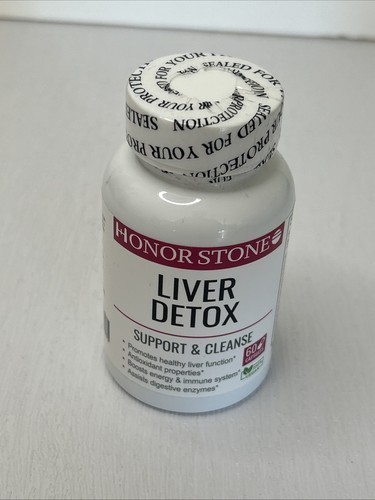 SEALED FOR YOUR PROTECTION
HONOR STONE
LIVER
DETOX
SUPPORT & CLEANSE
• Promotes healthy liver function*
• Antioxidant properties*
• Boosts energy & immune system*
• Assists digestive enzymes*
60